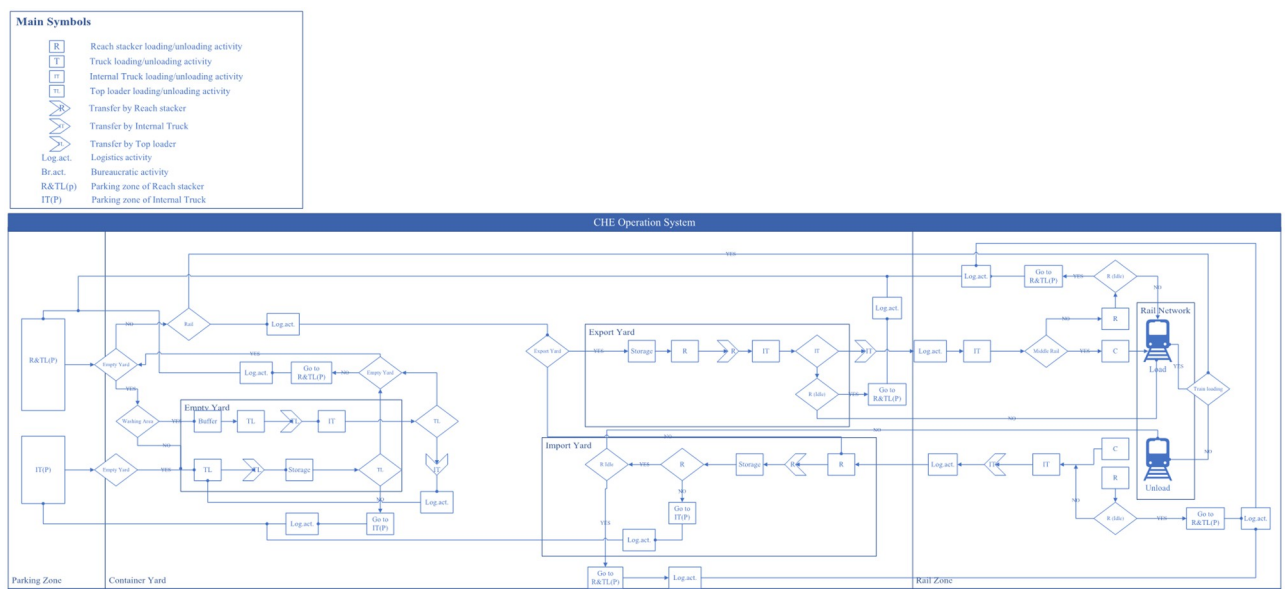 Main Symbols
R Reach stacker loading/unloading activity
T Truck loading/unloading activity
IT Internal Truck loading/unloading activity
TL Top loader loading/unloading activity
R Transfer by Reach stacker
IT Transfer by Internal Truck
TL Transfer by Top loader
Log.act. Logistics activity
Br.act. Bureaucratic activity
R&TL(p) Parking zone of Reach stacker
IT(P) Parking zone of Internal Truck
CHE Operation System
R&TL(P)
IT(P)
Parking Zone
Empty Yard
NO
Rail
YES
Log.act.
YES
Working Area
YES
NO
Empty Yard
YES
YES
Log.act.
Go to
R&TL(P)
NO
Empty Yard
Empty Yard
Buffer
TL
TL
IT
TL
TL
TL
Storage
TL
IT
Log.act.
NO
Go to
IT(P)
Log.act.
Container Yard
Export Yard
YES
Export Yard
Storage
R
R
IT
IT
R (Idle)
YES
Go to
R&TL(P)
Log.act.
IT
NO
Import Yard
NO
NO
R Idle
YES
R
Storage
R
R
NO
Go to
IT(P)
Log.act.
YES
Go to
R&TL(P)
Log.act.
Log.act.
Go to
R&TL(P)
YES
R (Idle)
NO
Log.act.
IT
Middle Rail
NO
R
YES
C
Rail Network
Load
YES
Train loading
NO
Unload
Log.act.
IT
IT
C
R
NO
R (Idle)
YES
Go to
R&TL(P)
Log.act.
Rail Zone